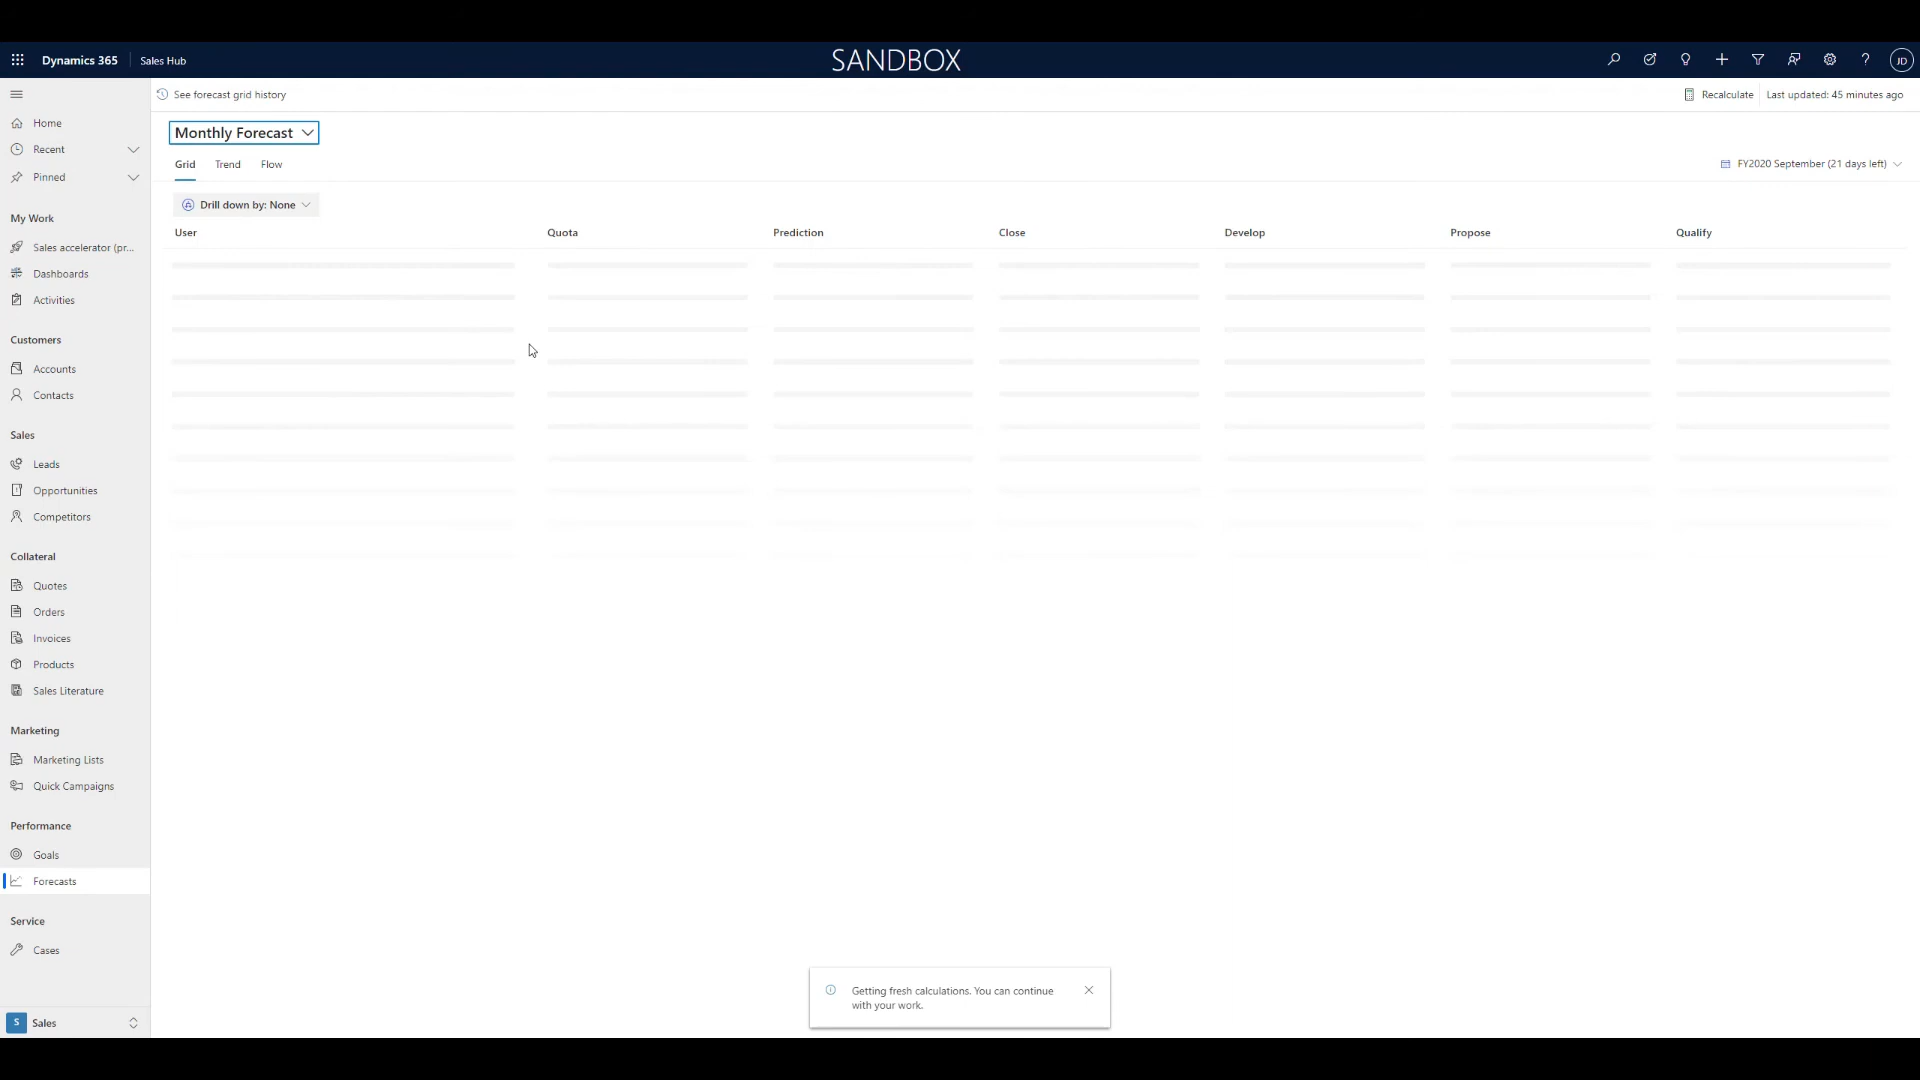 Dynamics 365
Sales Hub
SANDBOX
JD
See forecast grid history
Recalculate
Last updated: 45 minutes ago
Home
Recent
Pinned
My Work
Sales accelerator (pr...
Dashboards
Activities
Customers
Accounts
Contacts
Sales
Leads
Opportunities
Competitors
Collateral
Quotes
Orders
Invoices
Products
Sales Literature
Marketing
Marketing Lists
Quick Campaigns
Performance
Goals
Forecasts
Service
Cases
S Sales
Monthly Forecast
Grid Trend Flow
FY2020 September (21 days left)
Drill down by: None
User Quota Prediction Close Develop Propose Qualify
Getting fresh calculations. You can continue
with your work.